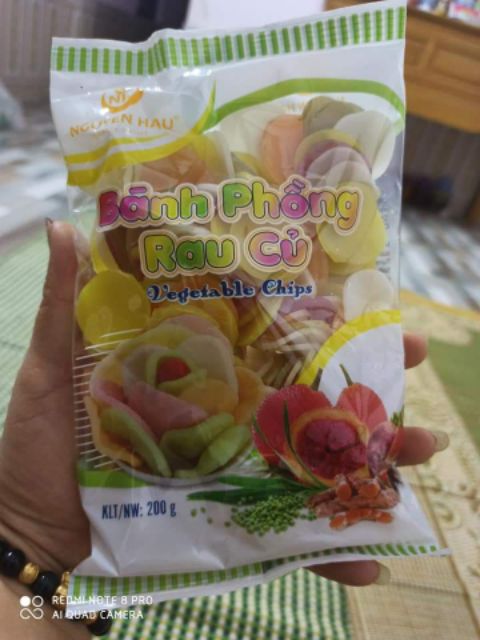 NGUYEN HAU®
Bánh Phồng
Rau Củ
Vegetable Chips
KLT/NW: 200 g
REDMI NOTE 8 PRO
AI QUAD CAMERA